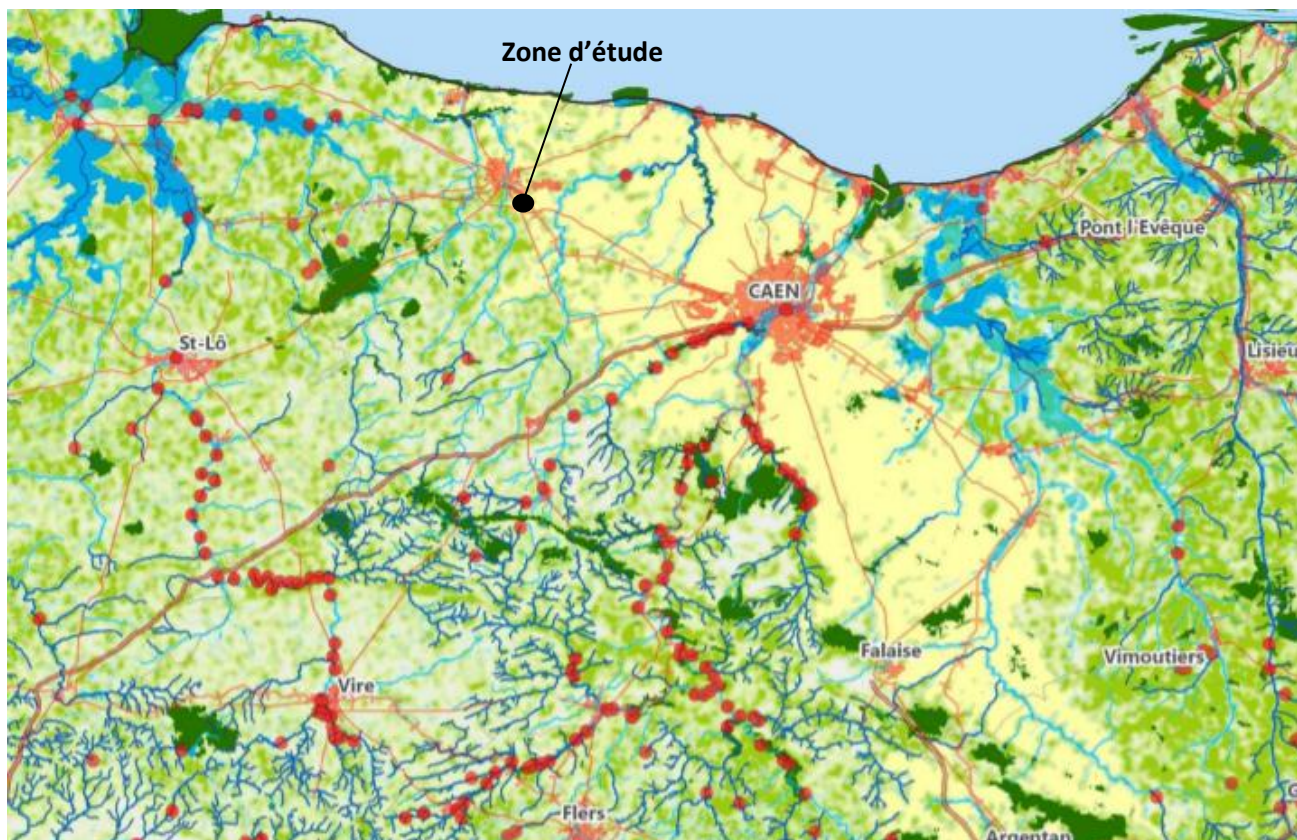 Zone d'étude
Pont l'Evêque
CAEN
St-Lô
Lisieu
Falaise
Vimoutiers
Vire
Flers
G
Argentan